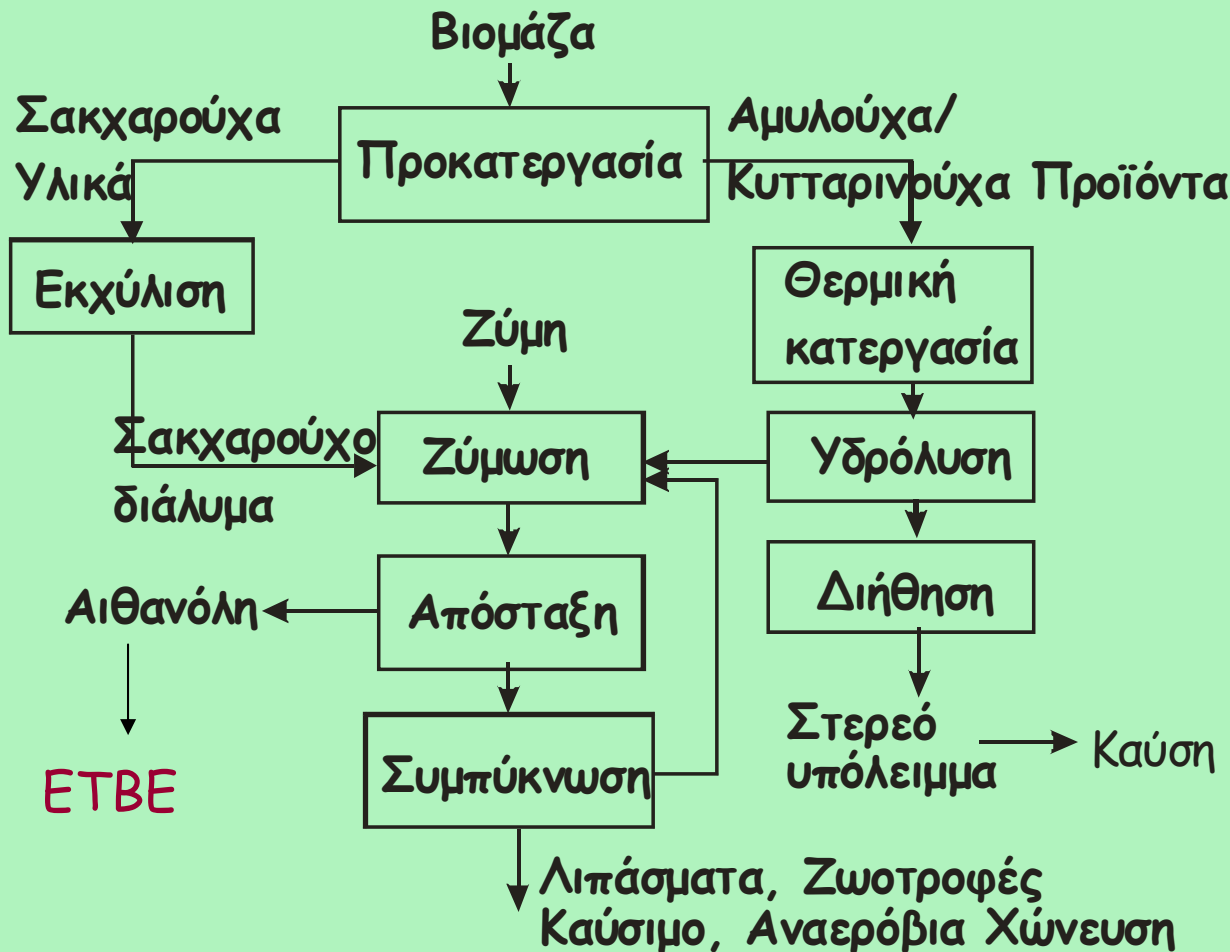 Βιομάζα
Σακχαρούχα
Υλικά
Προκατεργασία
Αμυλούχα/
Κυτταρινούχα Προϊόντα
Εκχύλιση
Θερμική
κατεργασία
Ζύμη
Σακχαρούχο
διάλυμα
Ζύμωση
Υδρόλυση
Αιθανόλη
Απόσταξη
Διήθηση
ETBE
Συμπύκνωση
Στερεό
υπόλειμμα
Καύση
Λιπάσματα, Ζωοτροφές
Καύσιμο, Αναερόβια Χώνευση